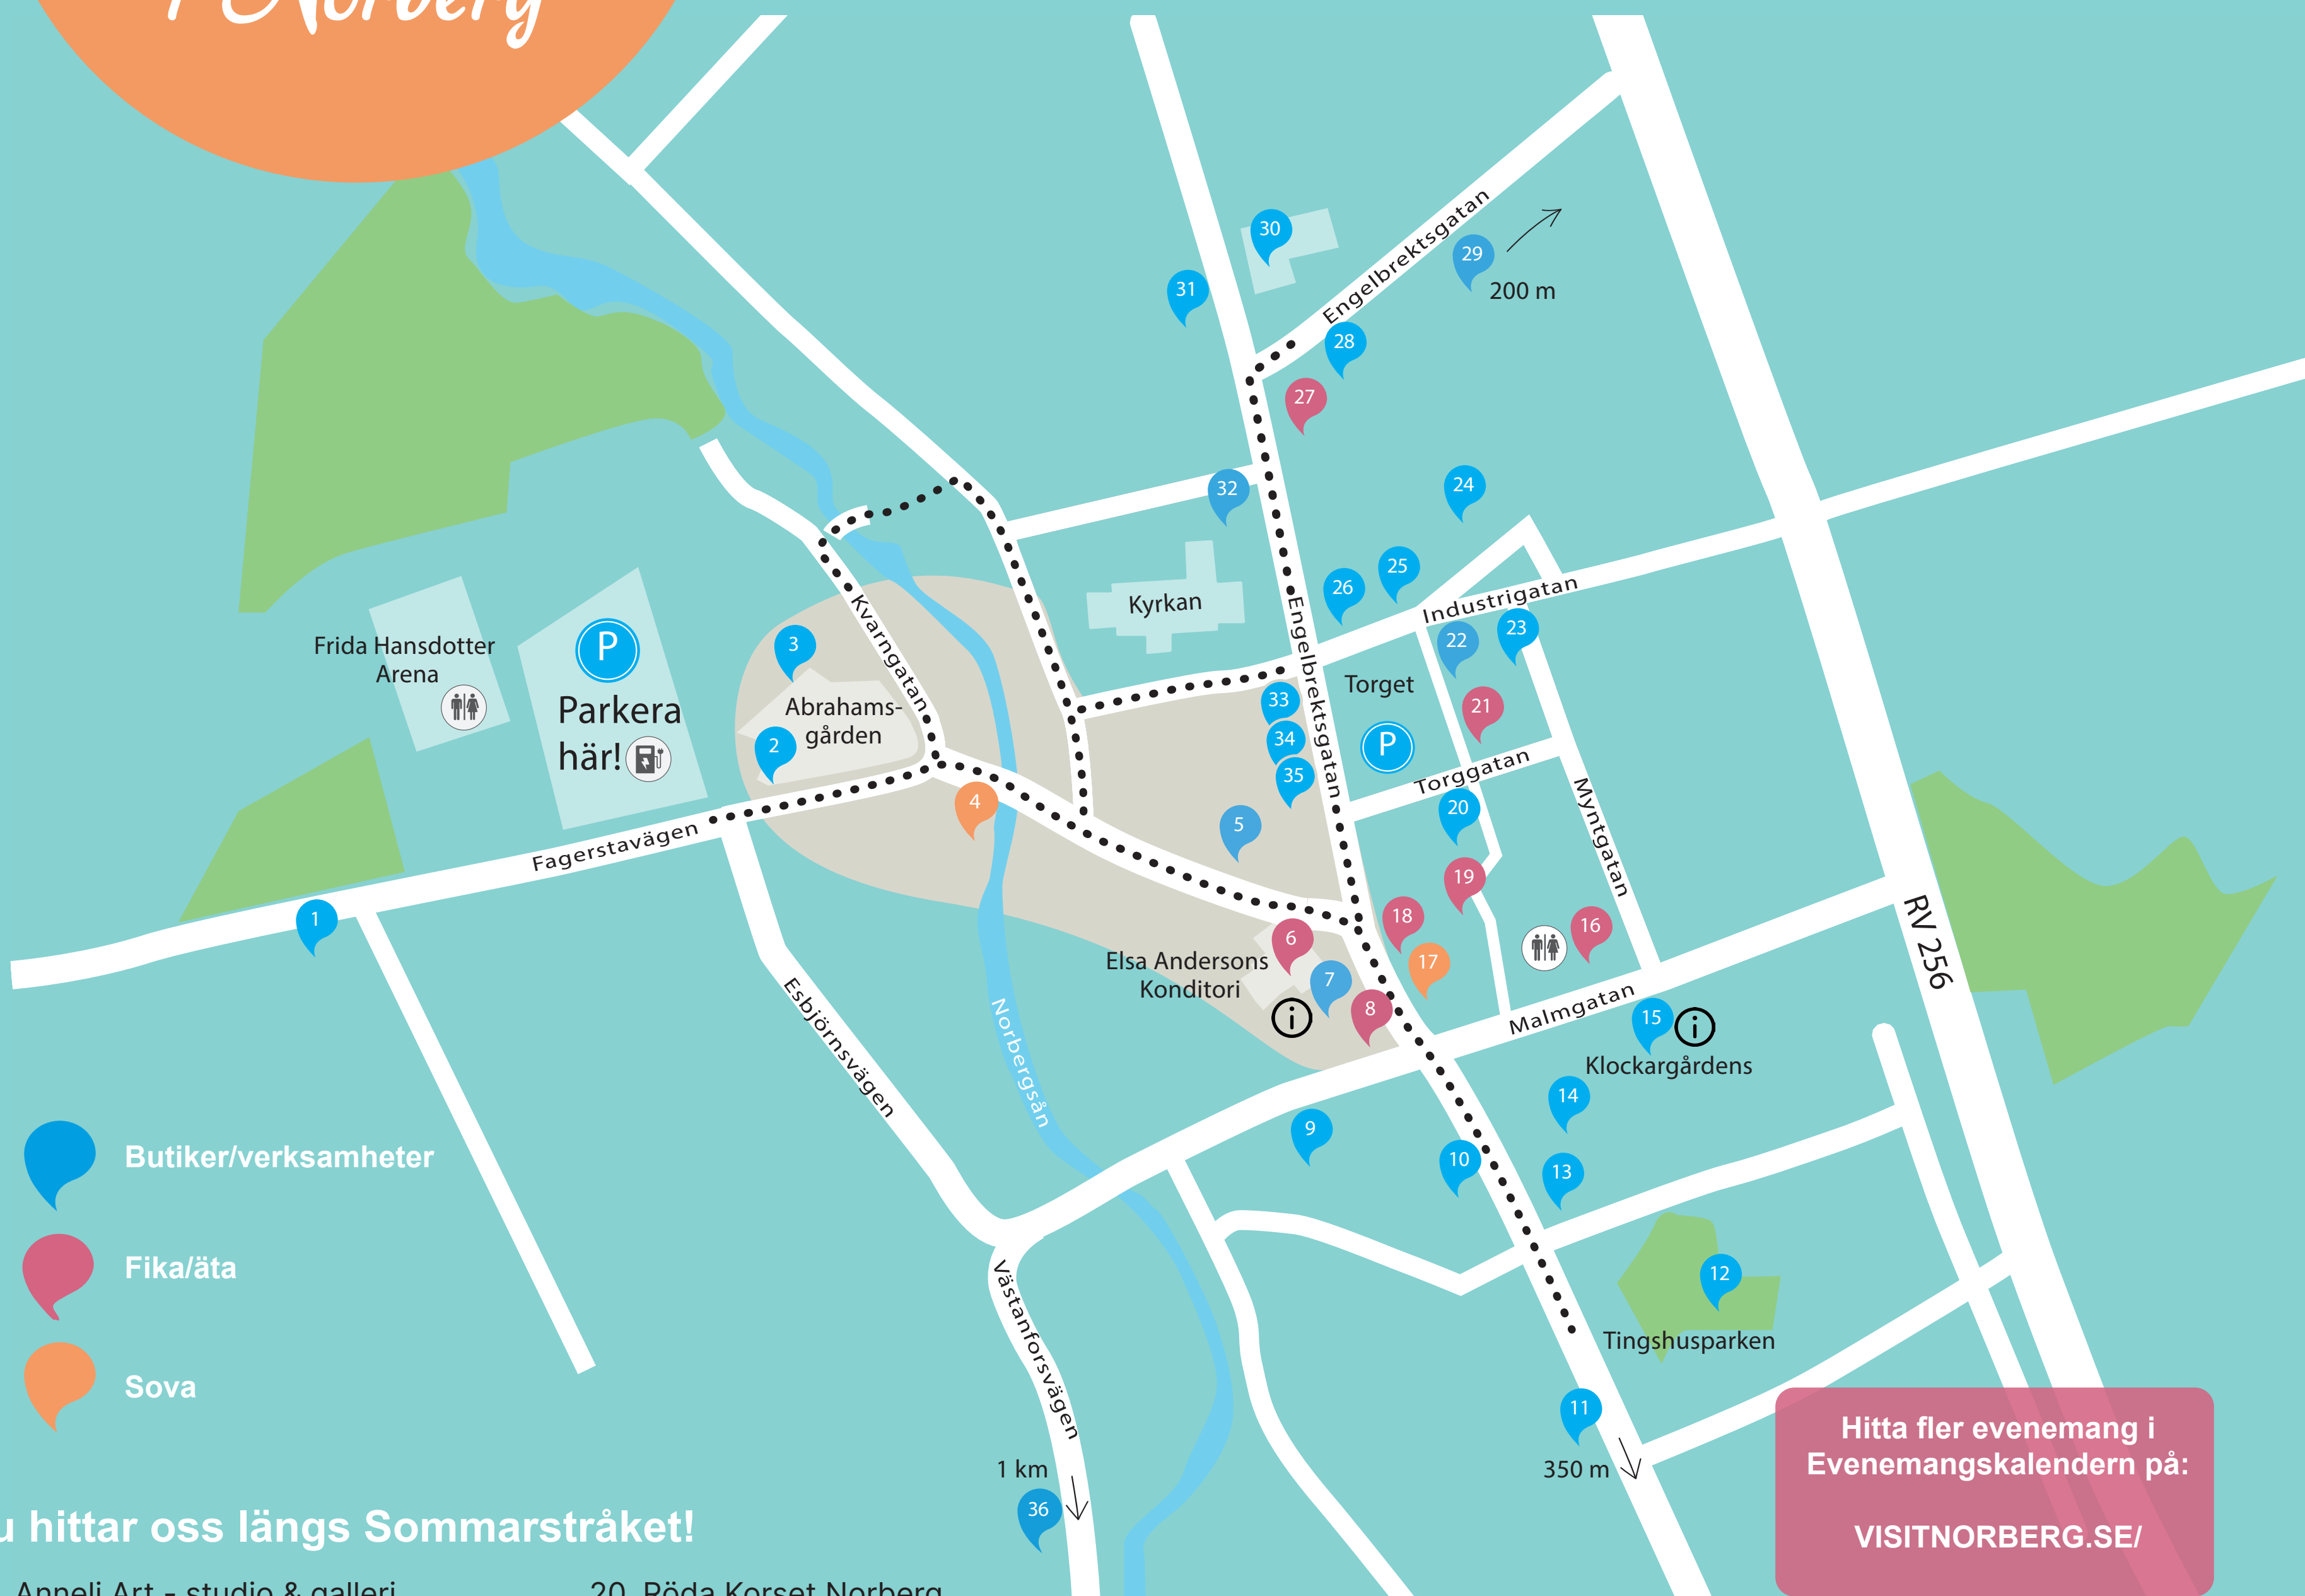 i Norberg
30
Engelbrektsgatan
29
31
200 m
28
27
32
24
25
26
Kyrkan
Industrigatan
Kvarngatan
Engelbrektsgatan
22
23
3
Frida Hansdotter
Arena
P
Parkera
här!
Abrahams-
gården
2
33
34
35
Torget
P
21
Torggatan
Myntgatan
4
5
20
Fagerstavägen
1
19
18
16
17
6
Elsa Andersons
Konditori
7
8
i
RV 256
Malmgatan
15
i
Klockargårdens
Esbjörnsvägen
Norbergsån
14
9
10
13
Butiker/verksamheter
Fika/äta
Sova
12
Tingshusparken
Västanforsvägen
11
350 m
1 km
36
Hitta fler evenemang i
Evenemangskalendern på:
VISITNORBERG.SE/
u hittar oss längs Sommarstråket!
Anneli Art - studio & galleri
20. Röda Korset Norberg